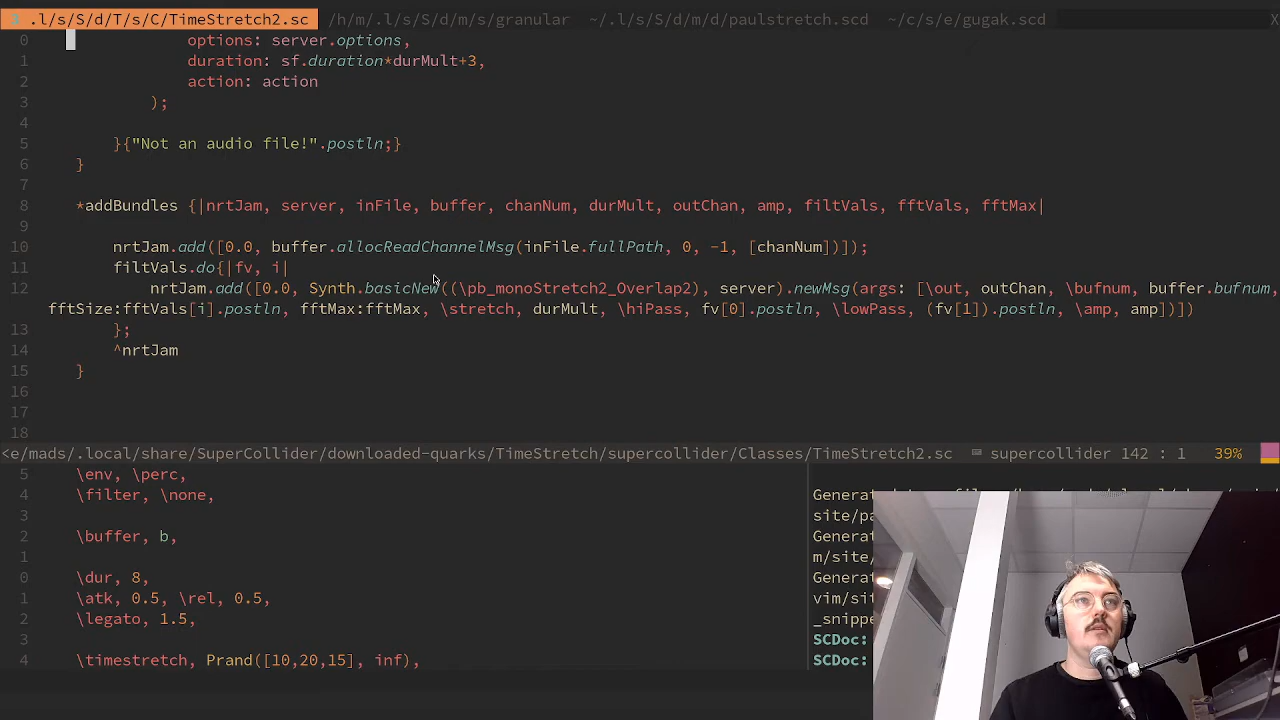 .l/s/S/d/T/s/C/TimeStretch2.sc /h/m/.l/s/S/d/m/s/granular ~/.l/s/S/d/m/d/paulstretch.scd ~/c/s/e/gugak.scd X
0 options: server.options,
1 duration: sf.duration*durMult+3,
2 action: action
3 );
4
5 }{"Not an audio file!".postln;}
6 }
7
8 *addBundles {|nrtJam, server, inFile, buffer, chanNum, durMult, outChan, amp, filtVals, fftVals, fftMax|
9
10 nrtJam.add([0.0, buffer.allocReadChannelMsg(inFile.fullPath, 0, -1, [chanNum])]);
11 filtVals.do{|fv, i|
12 nrtJam.add([0.0, Synth.basicNew((\pb_monoStretch2_Overlap2), server).newMsg(args: [\out, outChan, \bufnum, buffer.bufnum,
fftSize:fftVals[i].postln, fftMax:fftMax, \stretch, durMult, \hiPass, fv[0].postln, \lowPass, (fv[1]).postln, \amp, amp])])
13 };
14 ^nrtJam
15 }
16
17
18
<e/mads/.local/share/SuperCollider/downloaded-quarks/TimeStretch/supercollider/Classes/TimeStretch2.sc supercollider 142 : 1 39%
5 \env, \perc,
4 \filter, \none,
3
2 \buffer, b,
1
0 \dur, 8,
1 \atk, 0.5, \rel, 0.5,
2 \legato, 1.5,
3
4 \timestretch, Prand([10,20,15], inf),
site/pa
Genera
m/site/
Genera
vim/sit
_snippe
SCDoc:
SCDoc: